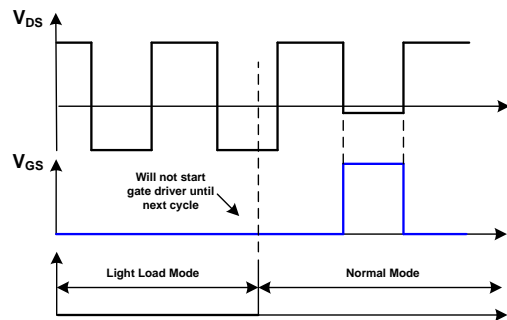 VDS
VGS
Will not start
gate driver until
next cycle
Light Load Mode
Normal Mode